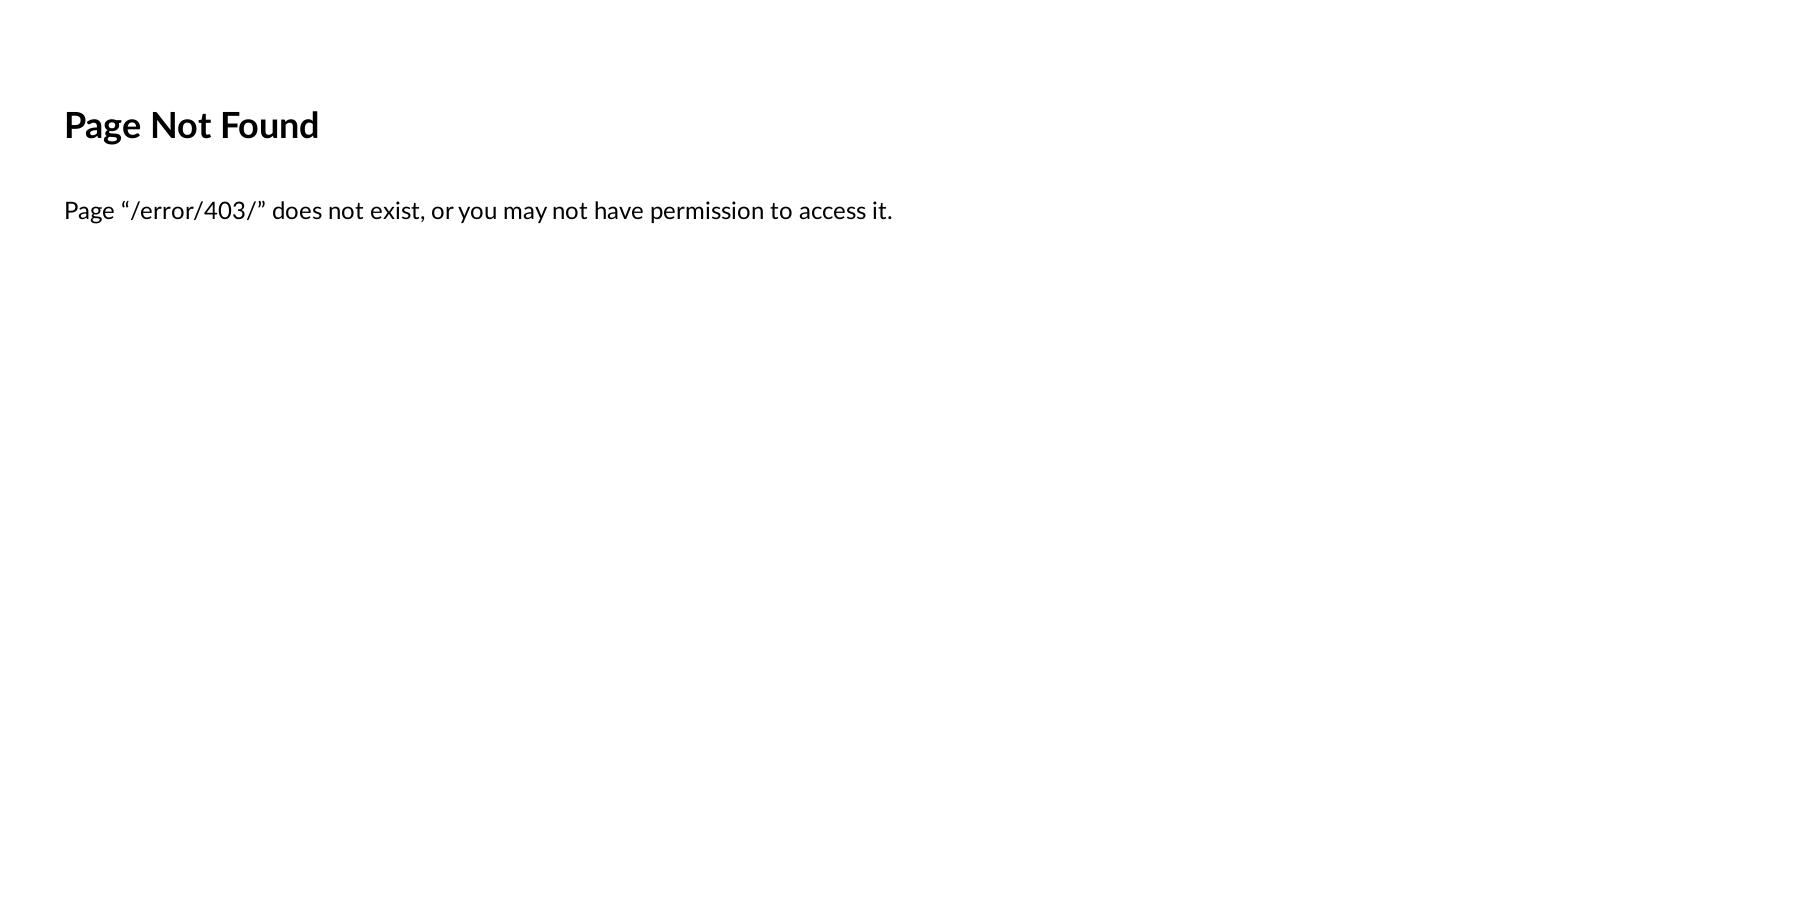 Page Not Found
Page “/error/403/” does not exist, or you may not have permission to access it.